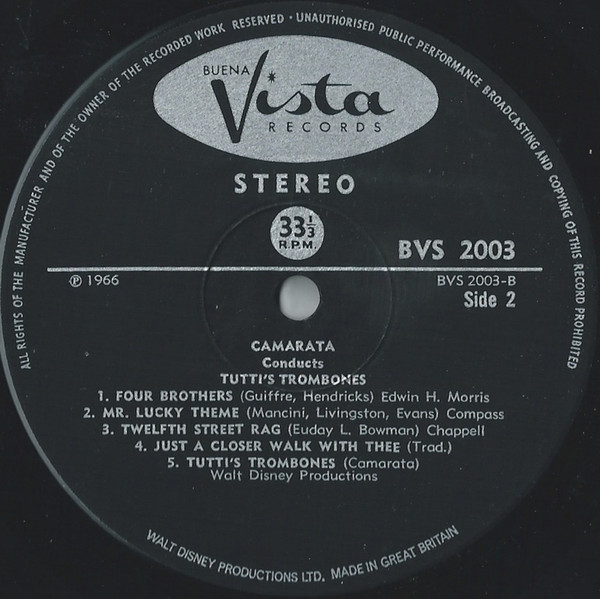 ALL RIGHTS OF THE MANUFACTURER AND OF THE OWNER OF THE RECORDED WORK RESERVED · UNAUTHORISED PUBLIC PERFORMANCE BROADCASTING AND COPYING OF THIS RECORD PROHIBITED
BUENA
Vista
RECORDS
STEREO
33⅓
R.P.M.
BVS 2003
℗ 1966
BVS 2003-B
Side 2
CAMARATA
Conducts
TUTTI'S TROMBONES
1. FOUR BROTHERS (Guiffre, Hendricks) Edwin H. Morris
2. MR. LUCKY THEME (Mancini, Livingston, Evans) Compass
3. TWELFTH STREET RAG (Euday L. Bowman) Chappell
4. JUST A CLOSER WALK WITH THEE (Trad.)
5. TUTTI'S TROMBONES (Camarata)
Walt Disney Productions
WALT DISNEY PRODUCTIONS LTD. MADE IN GREAT BRITAIN